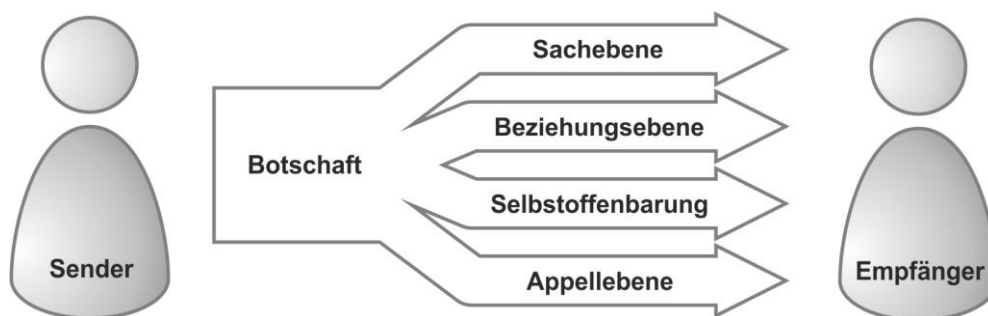 Sachebene
Beziehungsebene
Botschaft
Selbstoffenbarung
Sender
Empfänger
Appellebene